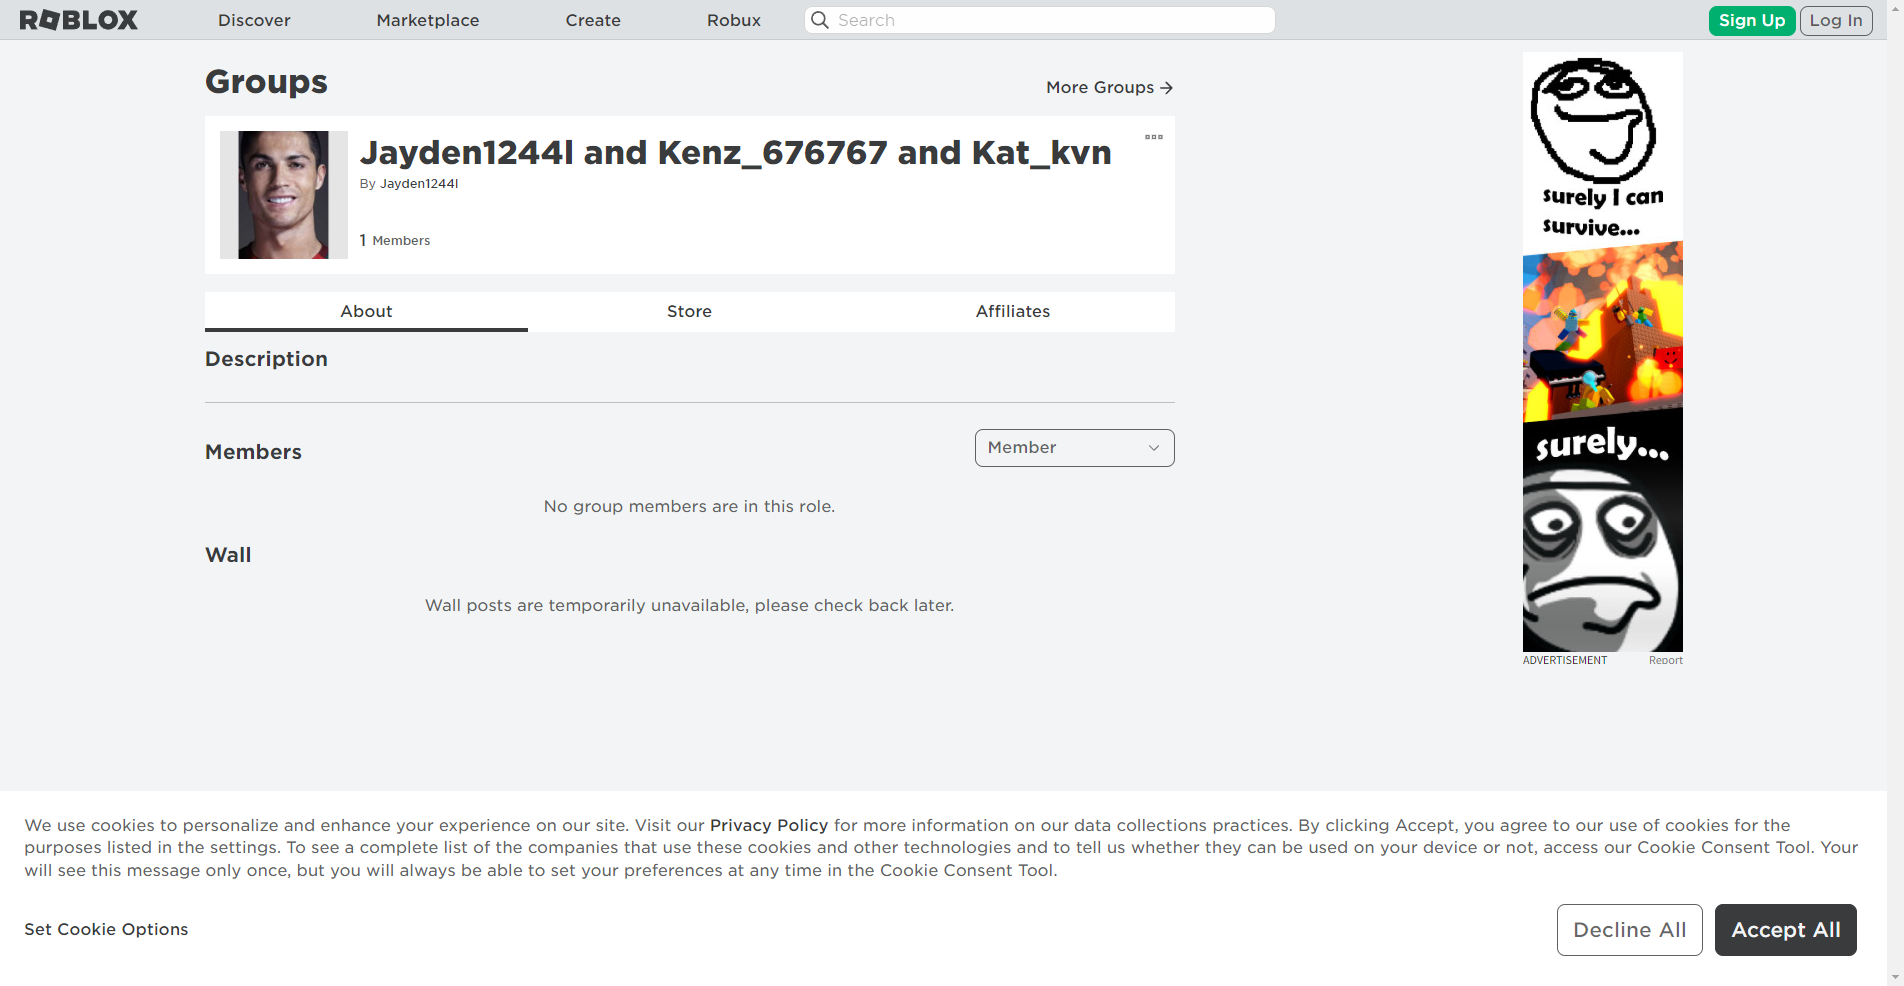 ROBLOX
Discover
Marketplace
Create
Robux
Search
Sign Up
Log In
Groups
More Groups
Jayden1244l and Kenz_676767 and Kat_kvn
By Jayden1244l
1 Members
About
Store
Affiliates
Description
Members
Member
No group members are in this role.
Wall
Wall posts are temporarily unavailable, please check back later.
surely I can
survive...
surely...
ADVERTISEMENT
Report
We use cookies to personalize and enhance your experience on our site. Visit our Privacy Policy for more information on our data collections practices. By clicking Accept, you agree to our use of cookies for the
purposes listed in the settings. To see a complete list of the companies that use these cookies and other technologies and to tell us whether they can be used on your device or not, access our Cookie Consent Tool. Your
will see this message only once, but you will always be able to set your preferences at any time in the Cookie Consent Tool.
Set Cookie Options
Decline All
Accept All